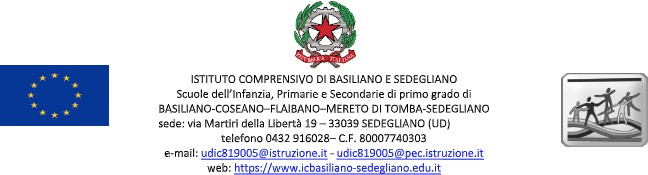 REPVBBLICA ITALIANA
ISTITUTO COMPRENSIVO DI BASILIANO E SEDEGLIANO
Scuole dell'Infanzia, Primarie e Secondarie di primo grado di
BASILIANO-COSEANO–FLAIBANO–MERETO DI TOMBA-SEDEGLIANO
sede: via Martiri della Libertà 19 – 33039 SEDEGLIANO (UD)
telefono 0432 916028– C.F. 80007740303
e-mail: udic819005@istruzione.it - udic819005@pec.istruzione.it
web: https://www.icbasiliano-sedegliano.edu.it